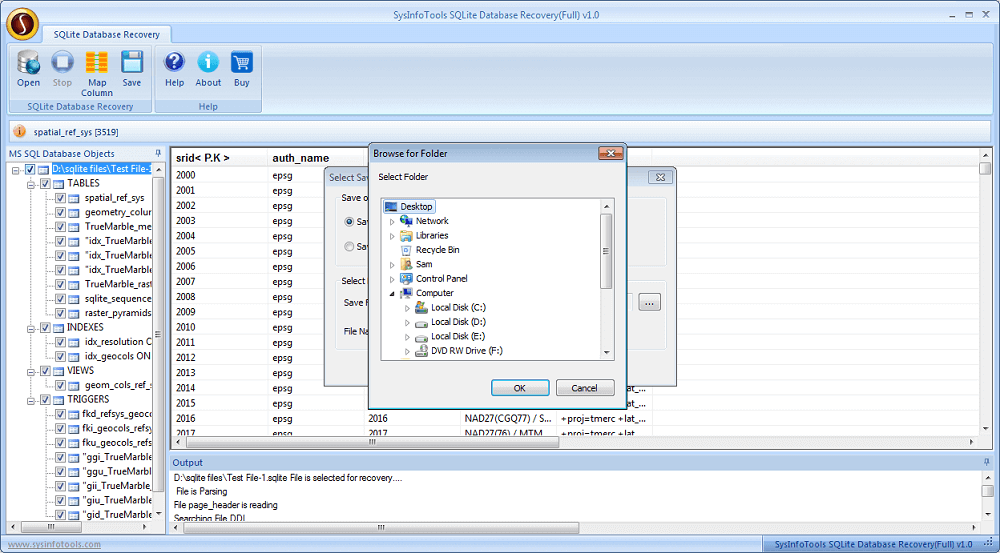 SysInfoTools SQLite Database Recovery(Full) v1.0
SQLite Database Recovery
Open
Stop
Map Column
Save
Help
About
Buy
SQLite Database Recovery
Help
spatial_ref_sys [3519]
MS SQL Database Objects
D:\sqlite files\Test File-1
TABLES
spatial_ref_sys
geometry_colum
TrueMarble_me
"idx_TrueMarble
"idx_TrueMarble
"idx_TrueMarble
TrueMarble_rast
sqlite_sequence
raster_pyramids
INDEXES
idx_resolution O
idx_geocols ON
VIEWS
geom_cols_ref_s
TRIGGERS
fkd_refsys_geoco
fki_geocols_refsy
fku_geocols_refs
"ggi_TrueMarbl
"ggu_TrueMarbl
"gii_TrueMarble_
"giu_TrueMarbl
"gid_TrueMarbl
srid< P.K > auth_name
2000 epsg
2001 epsg
2002 epsg
2003 epsg
2004 epsg
2005 epsg
2006 epsg
2007 epsg
2008 epsg
2009 epsg
2010 epsg
2011 epsg
2012 epsg
2013 epsg
2014 epsg +lat_...
2015 epsg +lat_...
2016 epsg 2016 NAD27(CGQ77) / S... +proj=tmerc +lat_...
2017 epsg 2017 NAD27(76) / MTM +proj=tmerc +lat_
Select Sav
Save o
Sav
Sav
Select
Save F
...
File Na
Browse for Folder
Select Folder
Desktop
Network
Libraries
Recycle Bin
Sam
Control Panel
Computer
Local Disk (C:)
Local Disk (D:)
Local Disk (E:)
DVD RW Drive (F:)
OK
Cancel
Output
D:\sqlite files\Test File-1.sqlite File is selected for recovery....
File is Parsing
File page_header is reading
Searching File DDL
www.sysinfotools.com
SysInfoTools SQLite Database Recovery(Full) v1.0